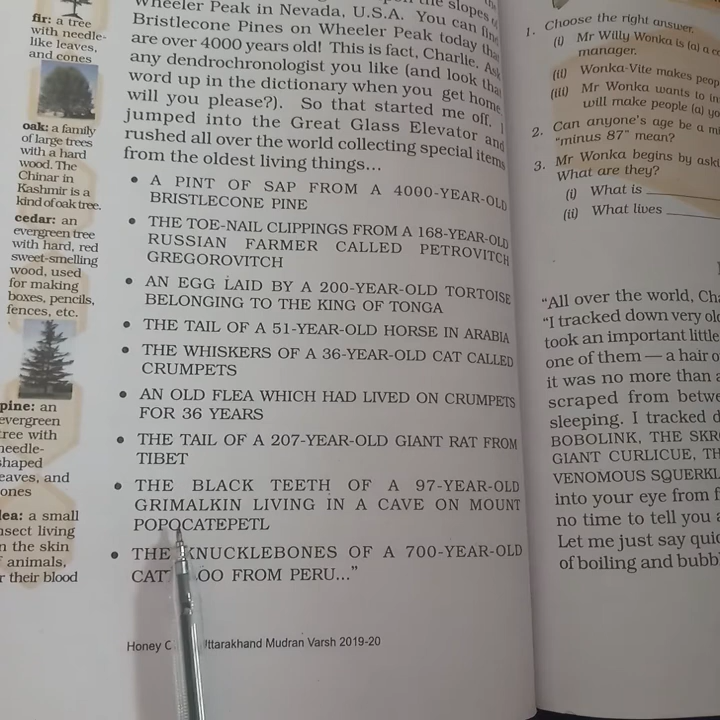 fir: a tree
with needle-
like leaves,
and cones
oak: a family
of large trees
with a hard
wood. The
Chinar in
Kashmir is a
kind of oak tree.
cedar: an
evergreen tree
with hard, red
sweet-smelling
wood, used
for making
boxes, pencils,
fences, etc.
pine: an
evergreen
tree with
needle-
shaped
leaves, and
cones
flea: a small
insect living
in the skin
of animals,
their blood
the slopes
Wheeler Peak in Nevada, U.S.A. You can find
Bristlecone Pines on Wheeler Peak today that
are over 4000 years old! This is fact, Charlie. Ask
any dendrochronologist you like (and look that
word up in the dictionary when you get home,
will you please?). So that started me off. I
jumped into the Great Glass Elevator and
rushed all over the world collecting special items
from the oldest living things...
• A PINT OF SAP FROM A 4000-YEAR-OLD
BRISTLECONE PINE
• THE TOE-NAIL CLIPPINGS FROM A 168-YEAR-OLD
RUSSIAN FARMER CALLED PETROVITCH
GREGOROVITCH
• AN EGG LAID BY A 200-YEAR-OLD TORTOISE
BELONGING TO THE KING OF TONGA
• THE TAIL OF A 51-YEAR-OLD HORSE IN ARABIA
• THE WHISKERS OF A 36-YEAR-OLD CAT CALLED
CRUMPETS
• AN OLD FLEA WHICH HAD LIVED ON CRUMPETS
FOR 36 YEARS
• THE TAIL OF A 207-YEAR-OLD GIANT RAT FROM
TIBET
• THE BLACK TEETH OF A 97-YEAR-OLD
GRIMALKIN LIVING IN A CAVE ON MOUNT
POPOCATEPETL
• THE KNUCKLEBONES OF A 700-YEAR-OLD
FROM PERU..."
Honey Uttarakhand Mudran Varsh 2019-20
1. Choose the right answer.
(i) Mr Willy Wonka is (a) a
manager.
(ii) Wonka-Vite makes
(iii) Mr Wonka wants to
will make people (a)
2. Can anyone's age be a
"minus 87" mean?
3. Mr Wonka begins by
What are they?
(i) What is
(ii) What lives
"All over the world,
"I tracked down very
took an important little
one of them — a hair
it was no more than a
scraped from
sleeping. I tracked
BOBOLINK, THE
GIANT CURLICUE,
VENOMOUS
into your eye from
no time to tell you
Let me just say
of boiling and